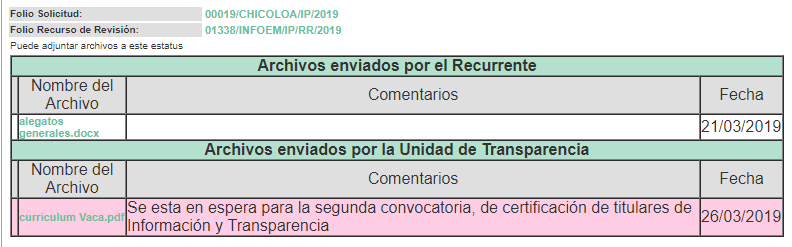 Folio Solicitud: 00019/CHICOLOA/IP/2019
Folio Recurso de Revisión: 01338/INFOEM/IP/RR/2019
Puede adjuntar archivos a este estatus
Archivos enviados por el Recurrente
Nombre del
Archivo
Comentarios
Fecha
alegatos
generales.docx
21/03/2019
Archivos enviados por la Unidad de Transparencia
Nombre del
Archivo
Comentarios
Fecha
curriculum Vaca.pdf
Se esta en espera para la segunda convocatoria, de certificación de titulares de
Información y Transparencia
26/03/2019